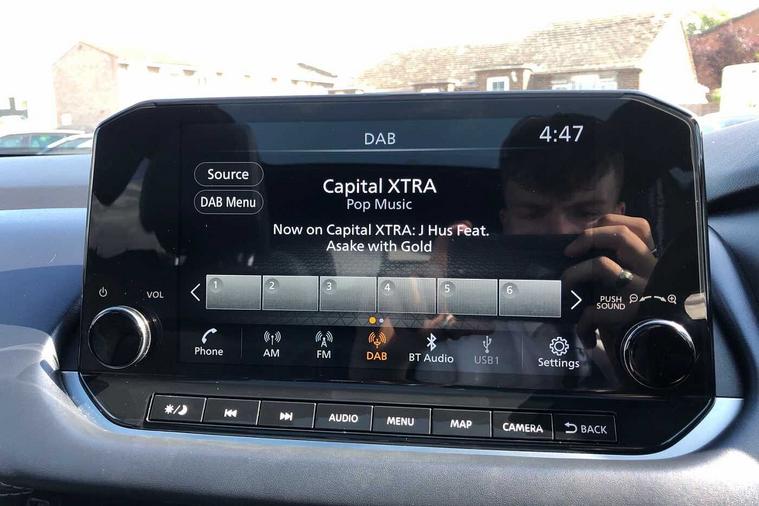 DAB
4:47
Source
DAB Menu
Capital XTRA
Pop Music
Now on Capital XTRA: J Hus Feat.
Asake with Gold
1 2 3 4 5 6
VOL
PUSH
SOUND
Phone AM FM DAB BT Audio USB1 Settings
AUDIO MENU MAP CAMERA BACK